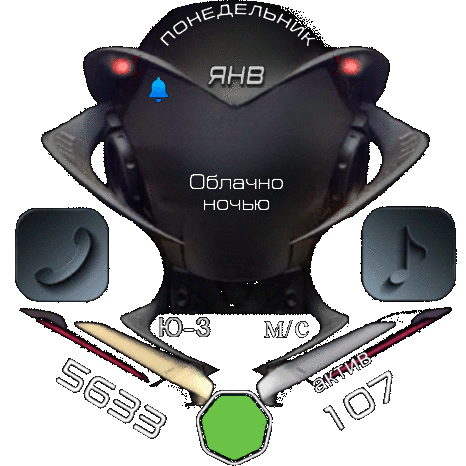 ПОНЕДЕЛЬНИК
ЯНВ
Облачно
ночью
Ю-З
м/с
5633
актив
107